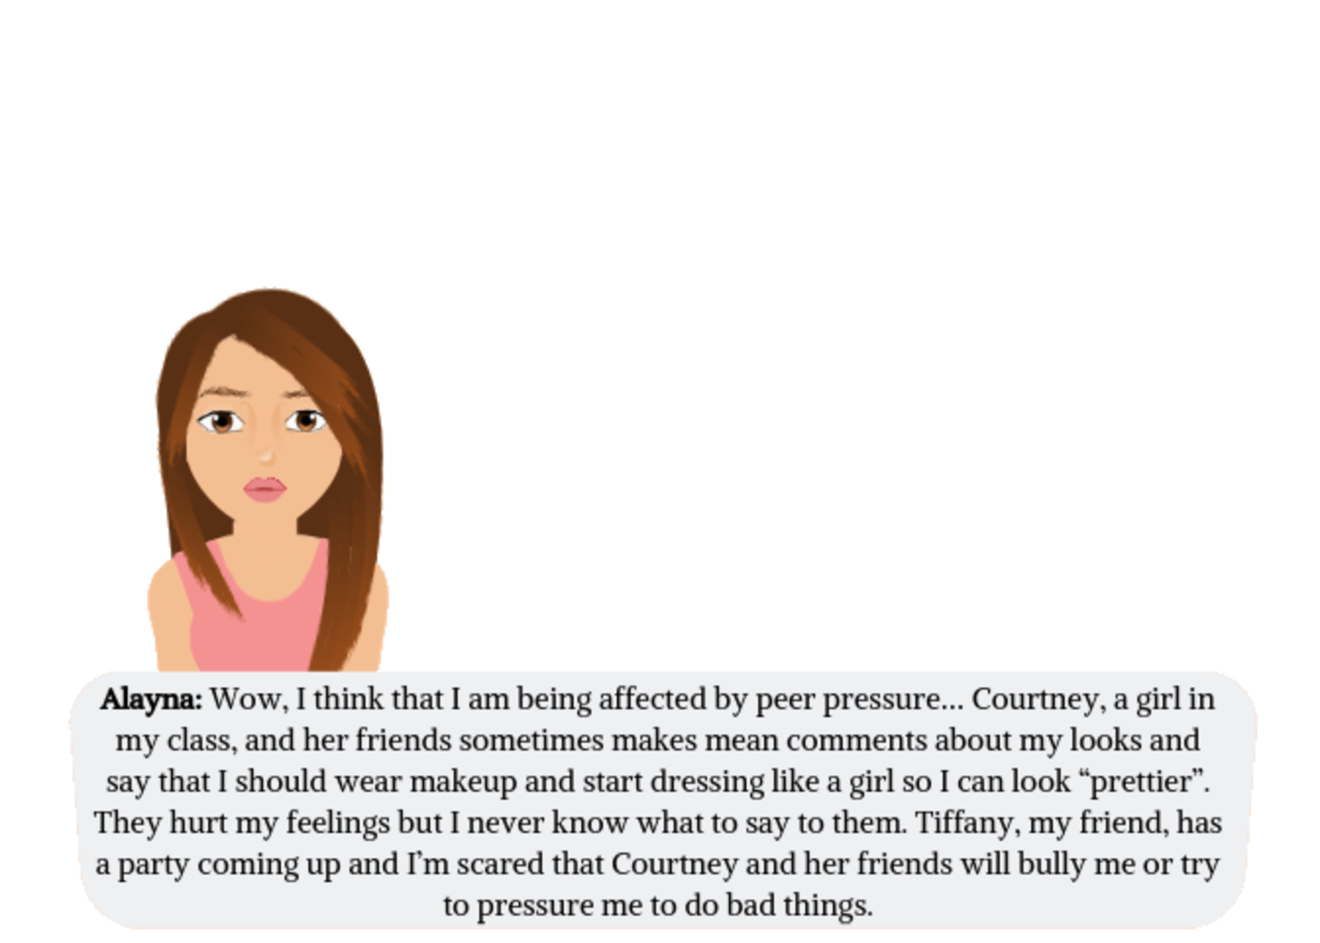 Alayna: Wow, I think that I am being affected by peer pressure... Courtney, a girl in
my class, and her friends sometimes makes mean comments about my looks and
say that I should wear makeup and start dressing like a girl so I can look “prettier”.
They hurt my feelings but I never know what to say to them. Tiffany, my friend, has
a party coming up and I’m scared that Courtney and her friends will bully me or try
to pressure me to do bad things.